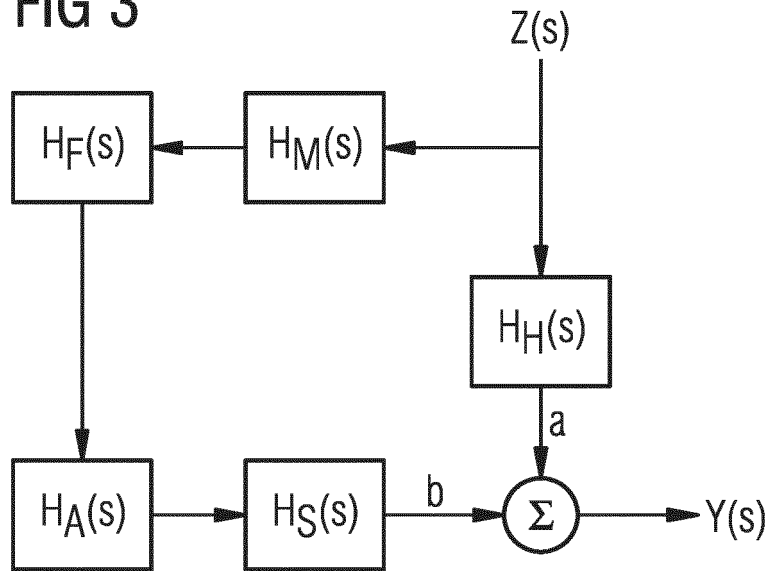 FIG 3
Z(s)
H_F(s)
H_M(s)
H_H(s)
a
H_A(s)
H_S(s)
b
Σ
Y(s)